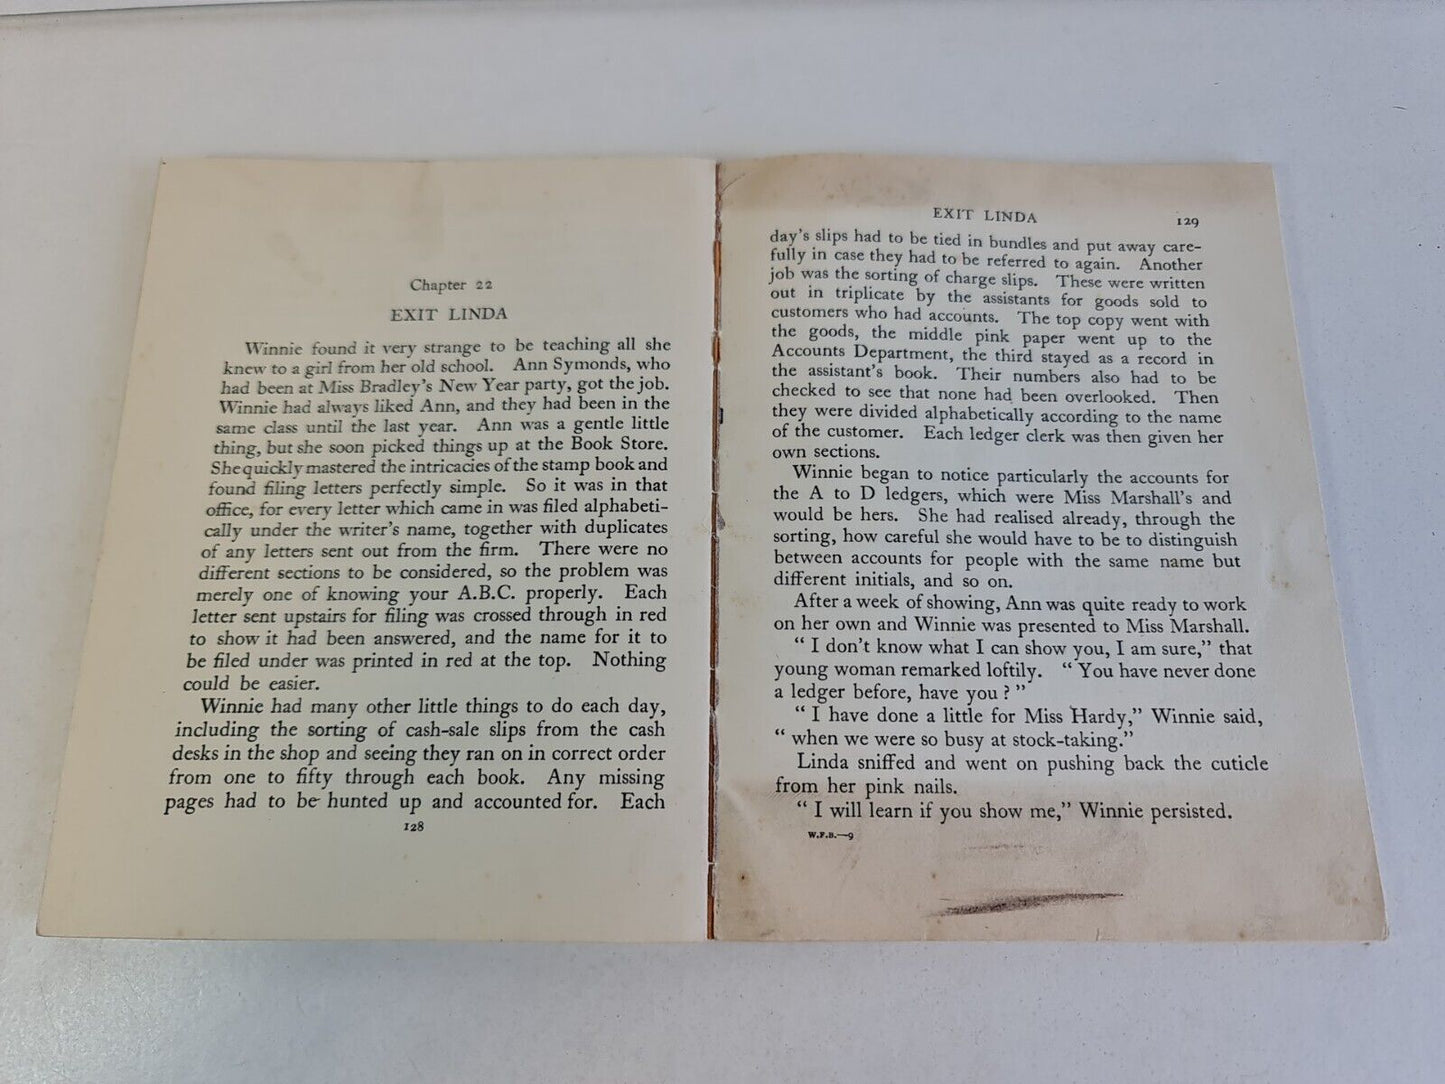 Chapter 22
EXIT LINDA
Winnie found it very strange to be teaching all she
knew to a girl from her old school. Ann Symonds, who
had been at Miss Bradley's New Year party, got the job.
Winnie had always liked Ann, and they had been in the
same class until the last year. Ann was a gentle little
thing, but she soon picked things up at the Book Store.
She quickly mastered the intricacies of the stamp book and
found filing letters perfectly simple. So it was in that
office, for every letter which came in was filed alphabeti-
cally under the writer's name, together with duplicates
of any letters sent out from the firm. There were no
different sections to be considered, so the problem was
merely one of knowing your A.B.C. properly. Each
letter sent upstairs for filing was crossed through in red
to show it had been answered, and the name for it to
be filed under was printed in red at the top. Nothing
could be easier.
Winnie had many other little things to do each day,
including the sorting of cash-sale slips from the cash
desks in the shop and seeing they ran on in correct order
from one to fifty through each book. Any missing
pages had to be hunted up and accounted for. Each
128
EXIT LINDA 129
day's slips had to be tied in bundles and put away care-
fully in case they had to be referred to again. Another
job was the sorting of charge slips. These were written
out in triplicate by the assistants for goods sold to
customers who had accounts. The top copy went with
the goods, the middle pink paper went up to the
Accounts Department, the third stayed as a record in
the assistant's book. Their numbers also had to be
checked to see that none had been overlooked. Then
they were divided alphabetically according to the name
of the customer. Each ledger clerk was then given her
own sections.
Winnie began to notice particularly the accounts for
the A to D ledgers, which were Miss Marshall's and
would be hers. She had realised already, through the
sorting, how careful she would have to be to distinguish
between accounts for people with the same name but
different initials, and so on.
After a week of showing, Ann was quite ready to work
on her own and Winnie was presented to Miss Marshall.
" I don't know what I can show you, I am sure," that
young woman remarked loftily. " You have never done
a ledger before, have you ? "
" I have done a little for Miss Hardy," Winnie said,
" when we were so busy at stock-taking."
Linda sniffed and went on pushing back the cuticle
from her pink nails.
" I will learn if you show me," Winnie persisted.
W.F.B.—9